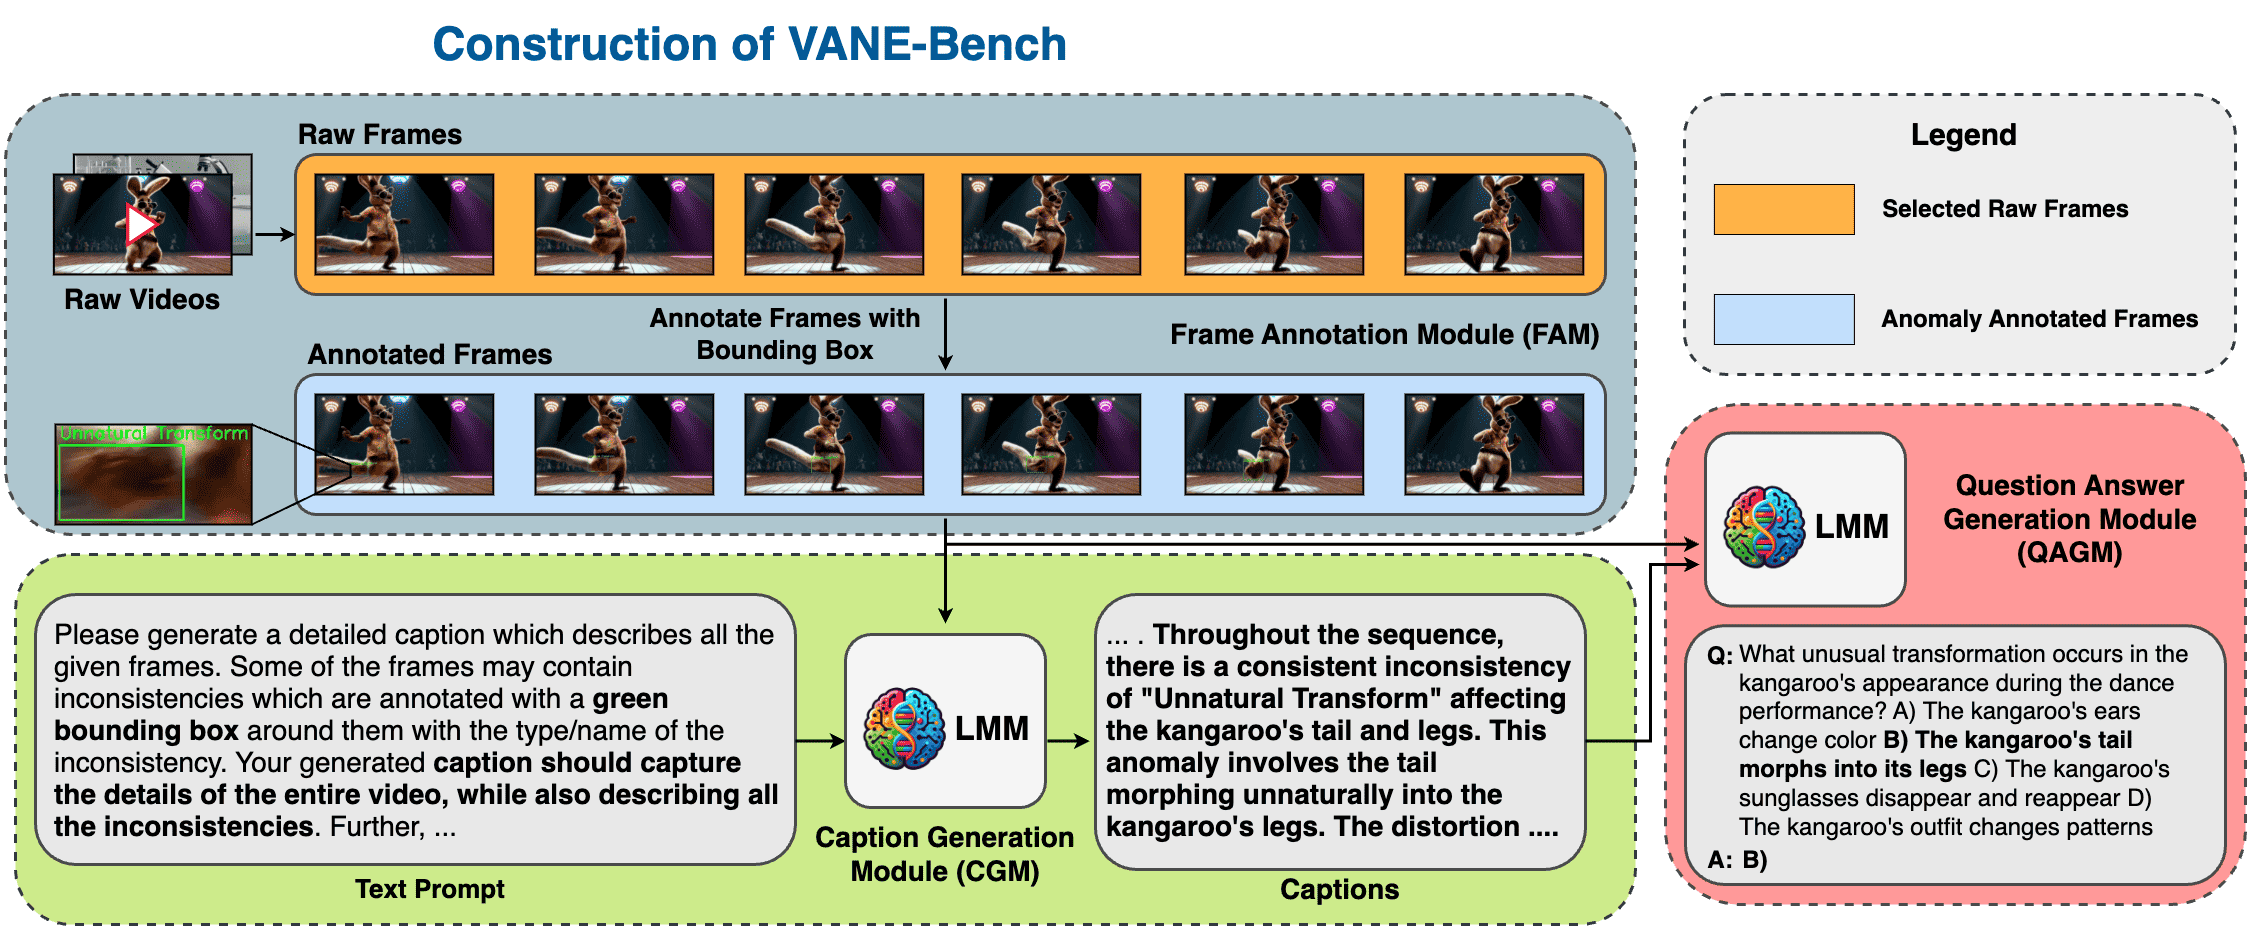 Construction of VANE-Bench
Raw Frames
Raw Videos
Annotate Frames with
Bounding Box
Frame Annotation Module (FAM)
Annotated Frames
Unnatural Transform
Legend
Selected Raw Frames
Anomaly Annotated Frames
Please generate a detailed caption which describes all the
given frames. Some of the frames may contain
inconsistencies which are annotated with a green
bounding box around them with the type/name of the
inconsistency. Your generated caption should capture
the details of the entire video, while also describing all
the inconsistencies. Further, ...
Text Prompt
LMM
Caption Generation
Module (CGM)
... . Throughout the sequence,
there is a consistent inconsistency
of "Unnatural Transform" affecting
the kangaroo's tail and legs. This
anomaly involves the tail
morphing unnaturally into the
kangaroo's legs. The distortion ....
Captions
LMM
Question Answer
Generation Module
(QAGM)
Q: What unusual transformation occurs in the
kangaroo's appearance during the dance
performance? A) The kangaroo's ears
change color B) The kangaroo's tail
morphs into its legs C) The kangaroo's
sunglasses disappear and reappear D)
The kangaroo's outfit changes patterns
A: B)